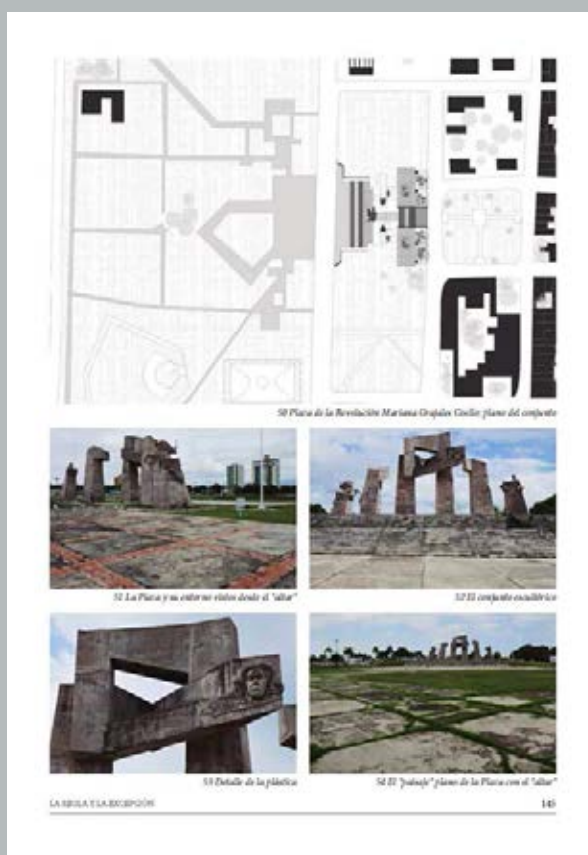 50 Plaza de la Revolución Mariana Grajales Coello: plano del conjunto
51 La Plaza y su entorno vistos desde el "altar"
52 El conjunto escultórico
53 Detalle de la plástica
54 El "paisaje" plano de la Plaza con el "altar"
LA REGLA Y LA EXCEPCIÓN
145